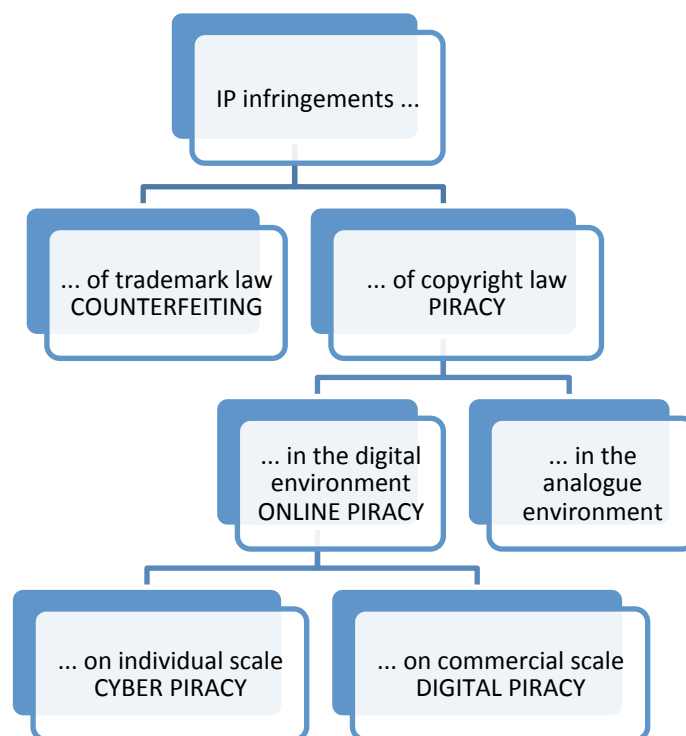 IP infringements ...
... of trademark law
COUNTERFEITING
... of copyright law
PIRACY
... in the digital
environment
ONLINE PIRACY
... in the
analogue
environment
... on individual scale
CYBER PIRACY
... on commercial scale
DIGITAL PIRACY